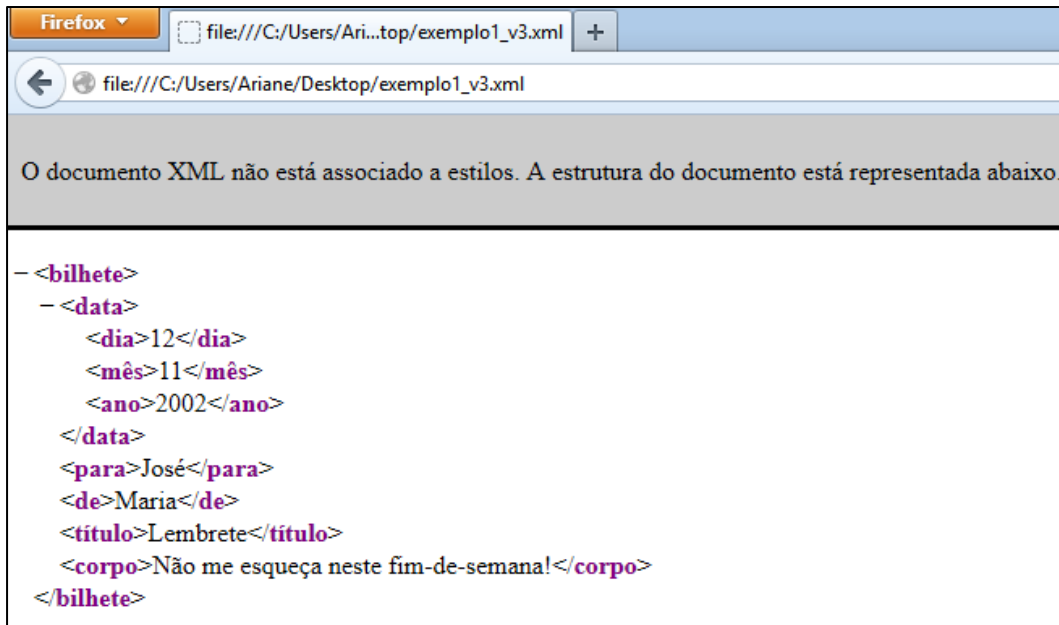 Firefox
file:///C:/Users/Ari...top/exemplo1_v3.xml +
file:///C:/Users/Ariane/Desktop/exemplo1_v3.xml
O documento XML não está associado a estilos. A estrutura do documento está representada abaixo.
− <bilhete>
− <data>
<dia>12</dia>
<mês>11</mês>
<ano>2002</ano>
</data>
<para>José</para>
<de>Maria</de>
<título>Lembrete</título>
<corpo>Não me esqueça neste fim-de-semana!</corpo>
</bilhete>